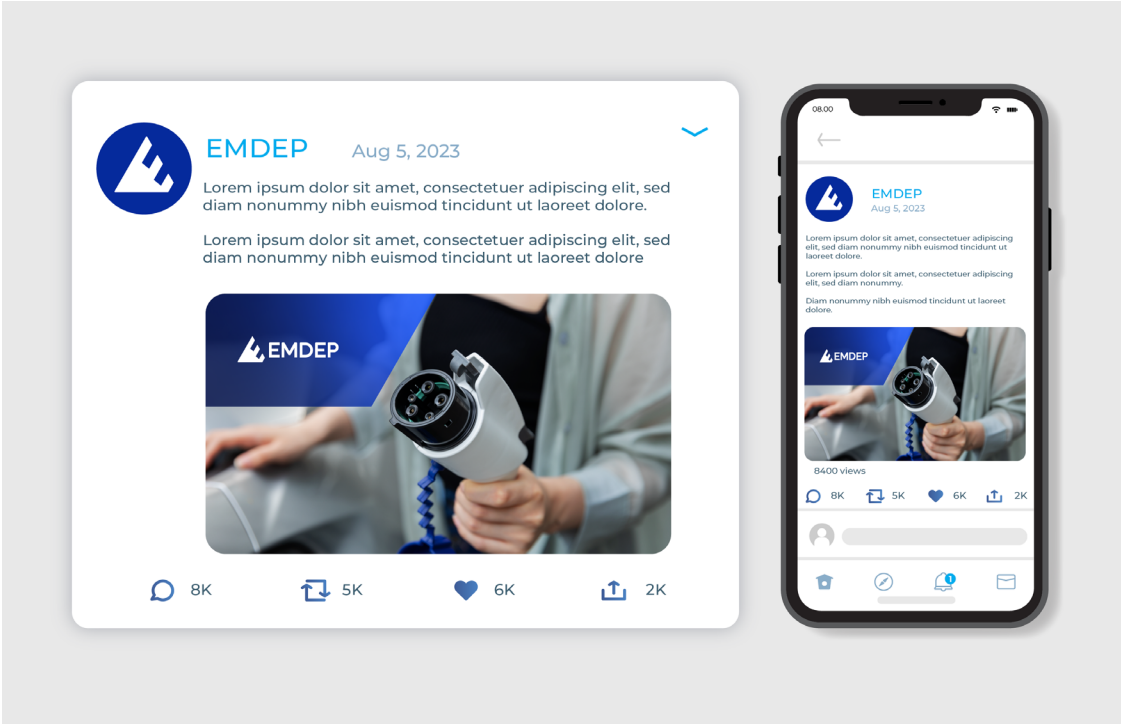 EMDEP
Aug 5, 2023
Lorem ipsum dolor sit amet, consectetuer adipiscing elit, sed
diam nonummy nibh euismod tincidunt ut laoreet dolore.
Lorem ipsum dolor sit amet, consectetuer adipiscing elit, sed
diam nonummy nibh euismod tincidunt ut laoreet dolore
EMDEP
8K
5K
6K
2K
08.00
EMDEP
Aug 5, 2023
Lorem ipsum dolor sit amet, consectetuer adipiscing
elit, sed diam nonummy nibh euismod tincidunt ut
laoreet dolore.
Lorem ipsum dolor sit amet, consectetuer adipiscing
elit, sed diam nonummy.
Diam nonummy nibh euismod tincidunt ut laoreet
dolore.
EMDEP
8400 views
8K
5K
6K
2K
1